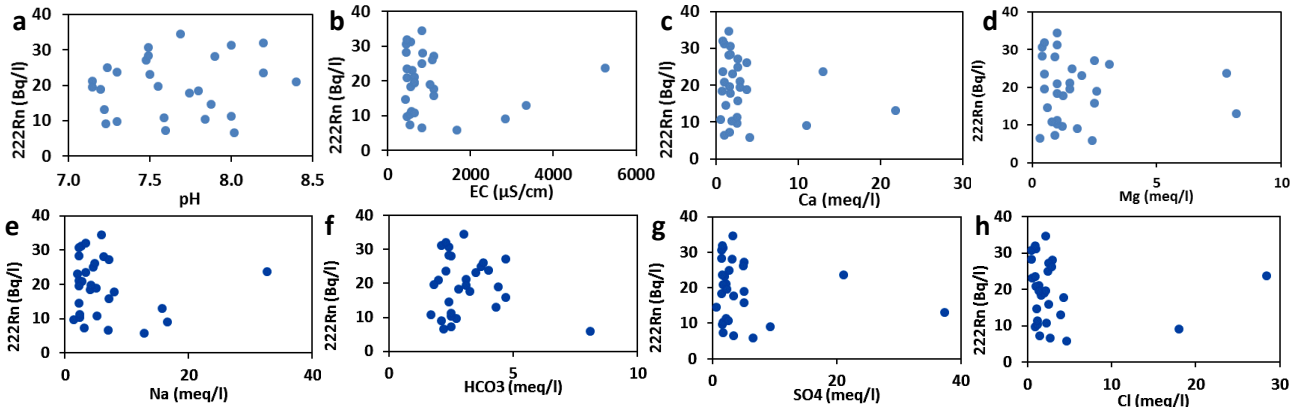 a
40
30
20
10
0
222Rn (Bq/l)
7.0 7.5 8.0 8.5
pH
b
40
30
20
10
0
222Rn (Bq/l)
0 2000 4000 6000
EC (µS/cm)
c
40
30
20
10
0
222Rn (Bq/l)
0 10 20 30
Ca (meq/l)
d
40
30
20
10
0
222Rn (Bq/l)
0 5 10
Mg (meq/l)
e
40
30
20
10
0
222Rn (Bq/l)
0 20 40
Na (meq/l)
f
40
30
20
10
0
222Rn (Bq/l)
0 5 10
HCO3 (meq/l)
g
40
30
20
10
0
222Rn (Bq/l)
0 20 40
SO4 (meq/l)
h
40
30
20
10
0
222Rn (Bq/l)
0 10 20 30
Cl (meq/l)